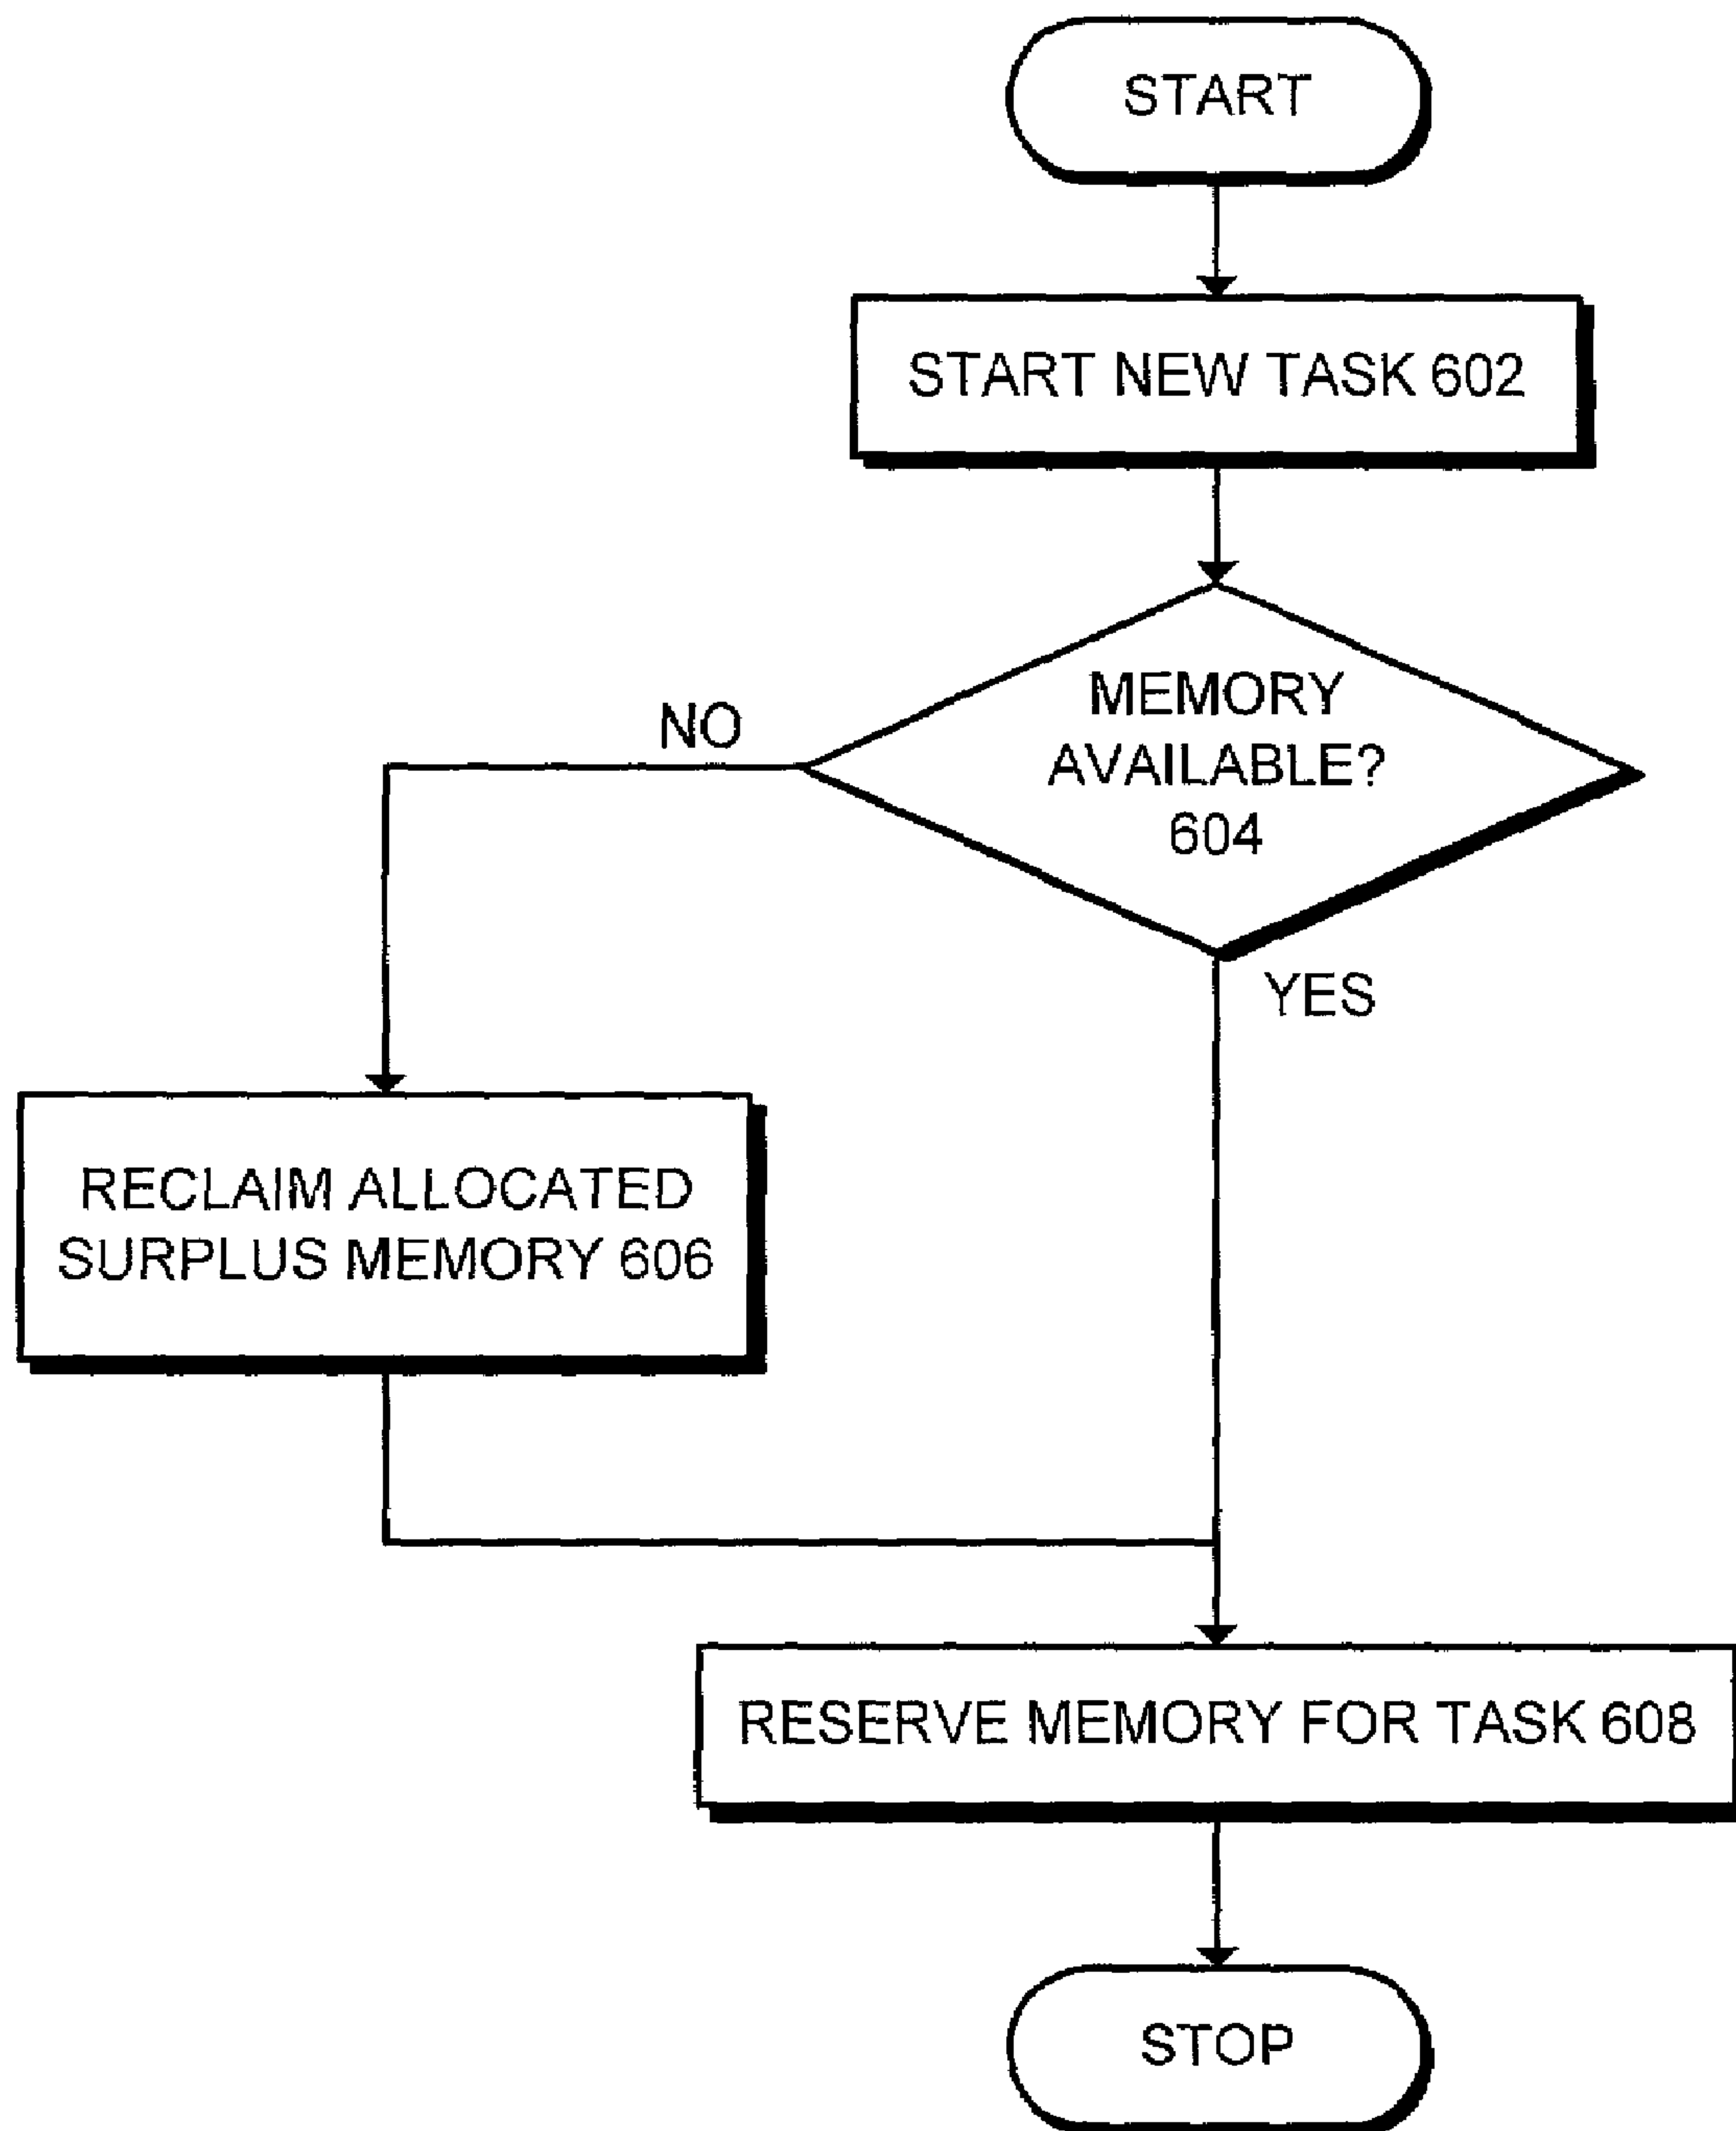 START
START NEW TASK 602
MEMORY
AVAILABLE?
604
NO
YES
RECLAIM ALLOCATED
SURPLUS MEMORY 606
RESERVE MEMORY FOR TASK 608
STOP